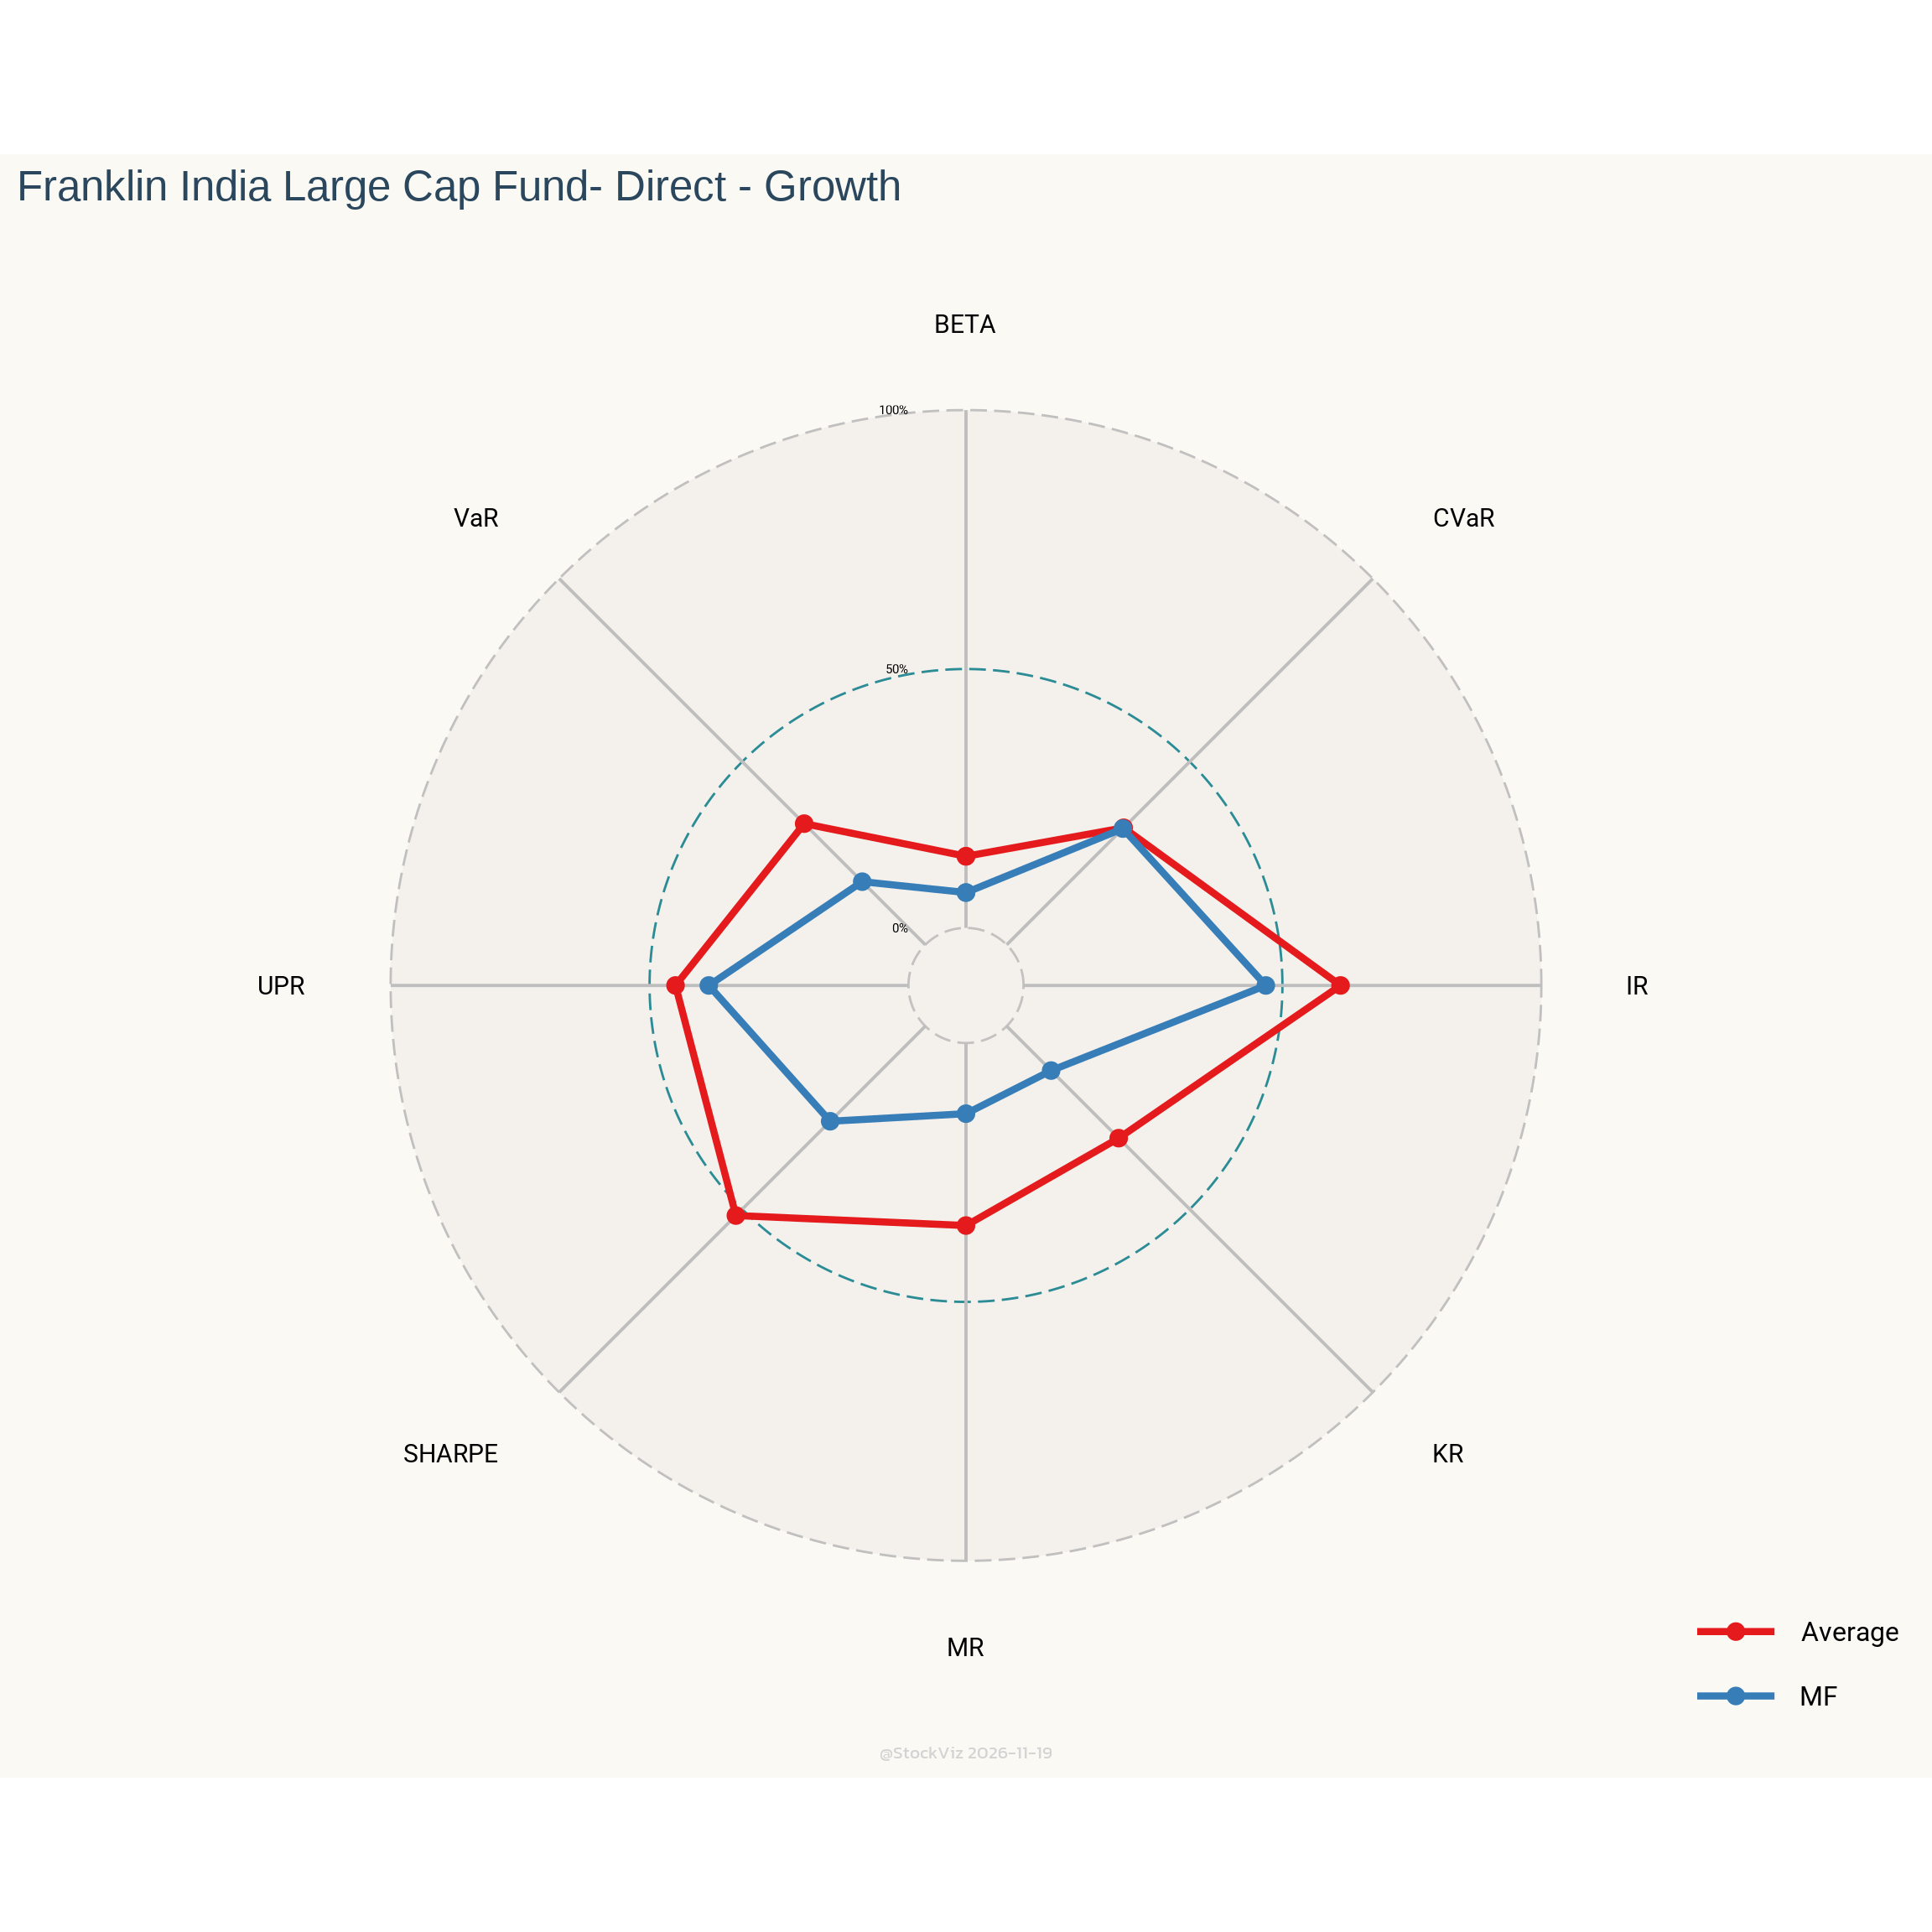 Franklin India Large Cap Fund- Direct - Growth
BETA
100%
VaR
CVaR
50%
0%
UPR
IR
SHARPE
KR
MR
Average
MF
@StockViz 2026-11-19